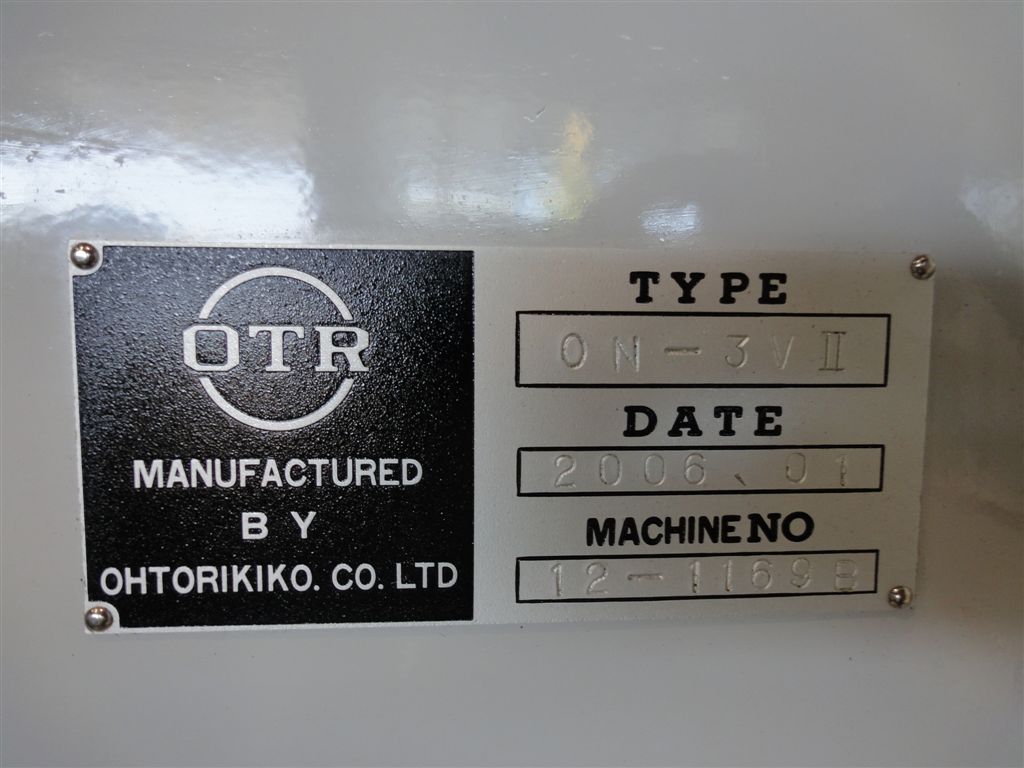 OTR
MANUFACTURED
BY
OHTORIKIKO. CO. LTD
TYPE
ON-3VⅡ
DATE
2006、01
MACHINE NO
12-1169B